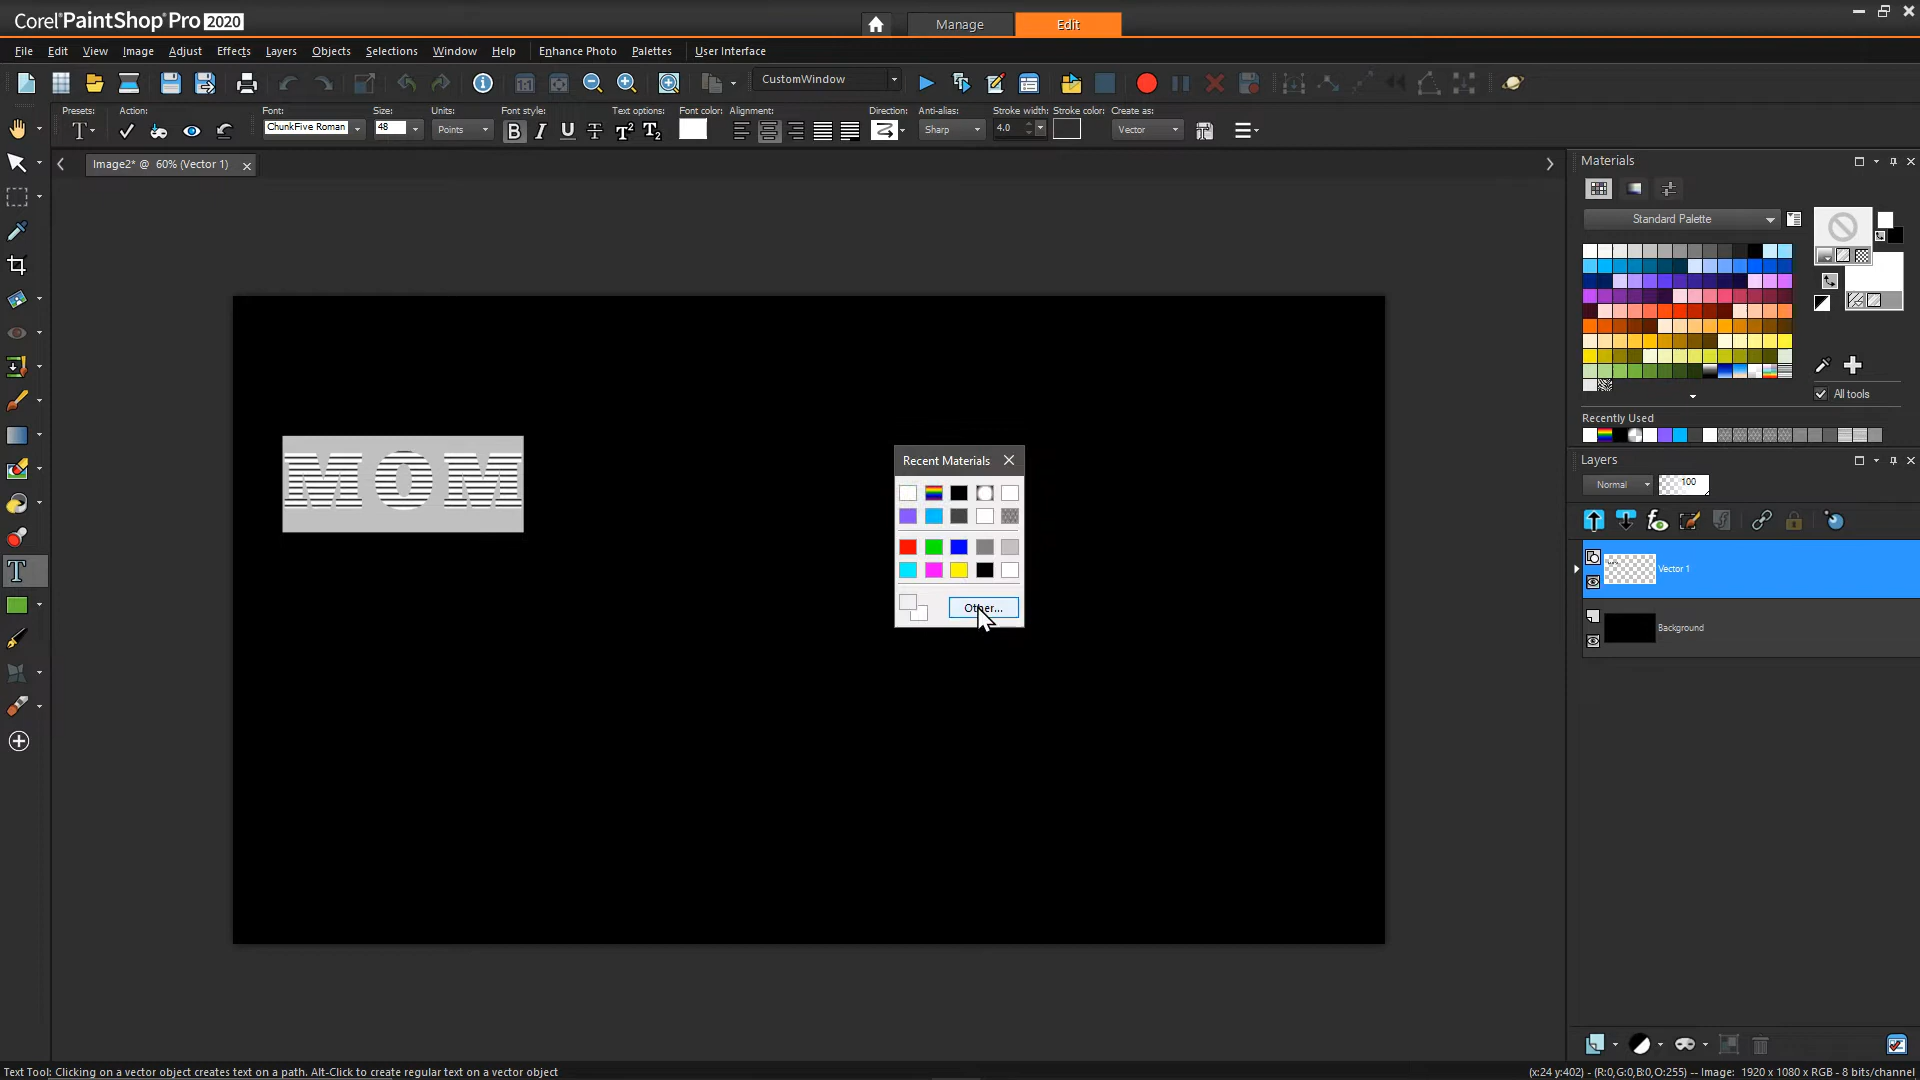 Corel PaintShop Pro 2020
Manage
Edit
File Edit View Image Adjust Effects Layers Objects Selections Window Help Enhance Photo Palettes User Interface
CustomWindow
Presets: Action: Font: Size: Units: Font style: Text options: Font color: Alignment: Direction: Anti-alias: Stroke width: Stroke color: Create as:
ChunkFive Roman 48 Points Sharp 4.0 Vector
Image2* @ 60% (Vector 1)
Materials
Standard Palette
All tools
Recently Used
Layers
Normal 100
Vector 1
Background
MOM
Recent Materials
Other...
Text Tool: Clicking on a vector object creates text on a path. Alt-Click to create regular text on a vector object
(x:24 y:402) - (R:0,G:0,B:0,O:255) -- Image: 1920 x 1080 x RGB - 8 bits/channel